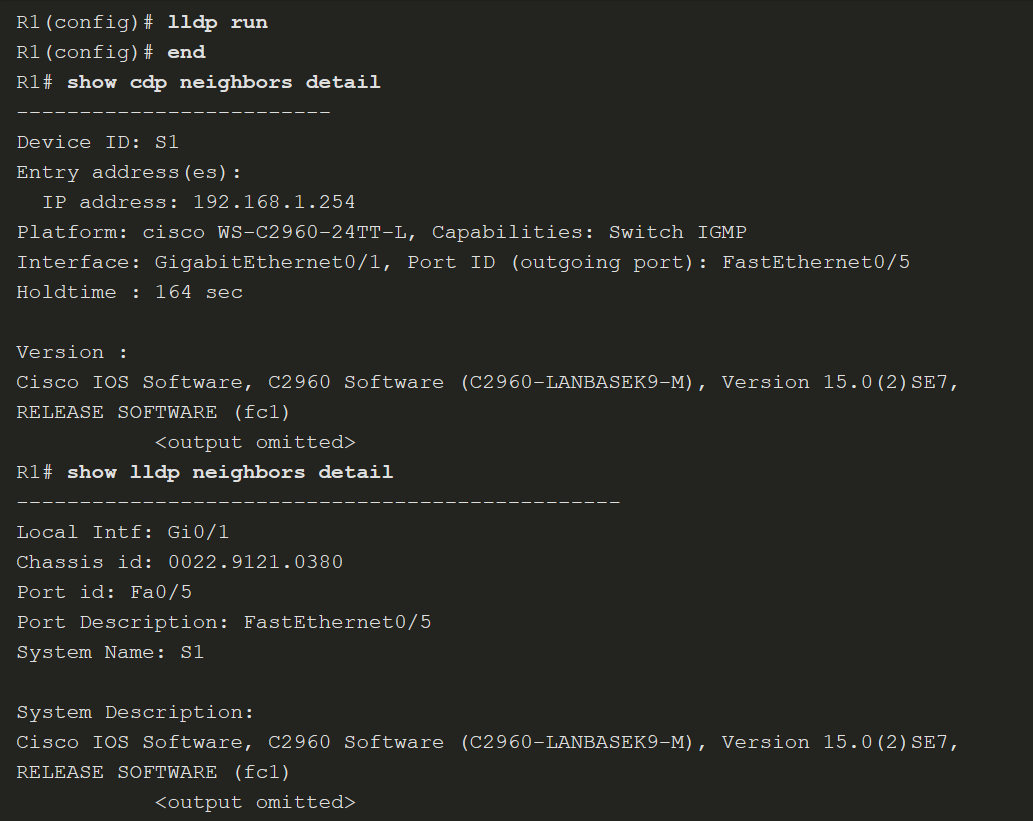 R1(config)# lldp run
R1(config)# end
R1# show cdp neighbors detail
-------------------------
Device ID: S1
Entry address(es):
  IP address: 192.168.1.254
Platform: cisco WS-C2960-24TT-L, Capabilities: Switch IGMP
Interface: GigabitEthernet0/1, Port ID (outgoing port): FastEthernet0/5
Holdtime : 164 sec

Version :
Cisco IOS Software, C2960 Software (C2960-LANBASEK9-M), Version 15.0(2)SE7,
RELEASE SOFTWARE (fc1)
           <output omitted>
R1# show lldp neighbors detail
------------------------------------------------
Local Intf: Gi0/1
Chassis id: 0022.9121.0380
Port id: Fa0/5
Port Description: FastEthernet0/5
System Name: S1

System Description:
Cisco IOS Software, C2960 Software (C2960-LANBASEK9-M), Version 15.0(2)SE7,
RELEASE SOFTWARE (fc1)
           <output omitted>